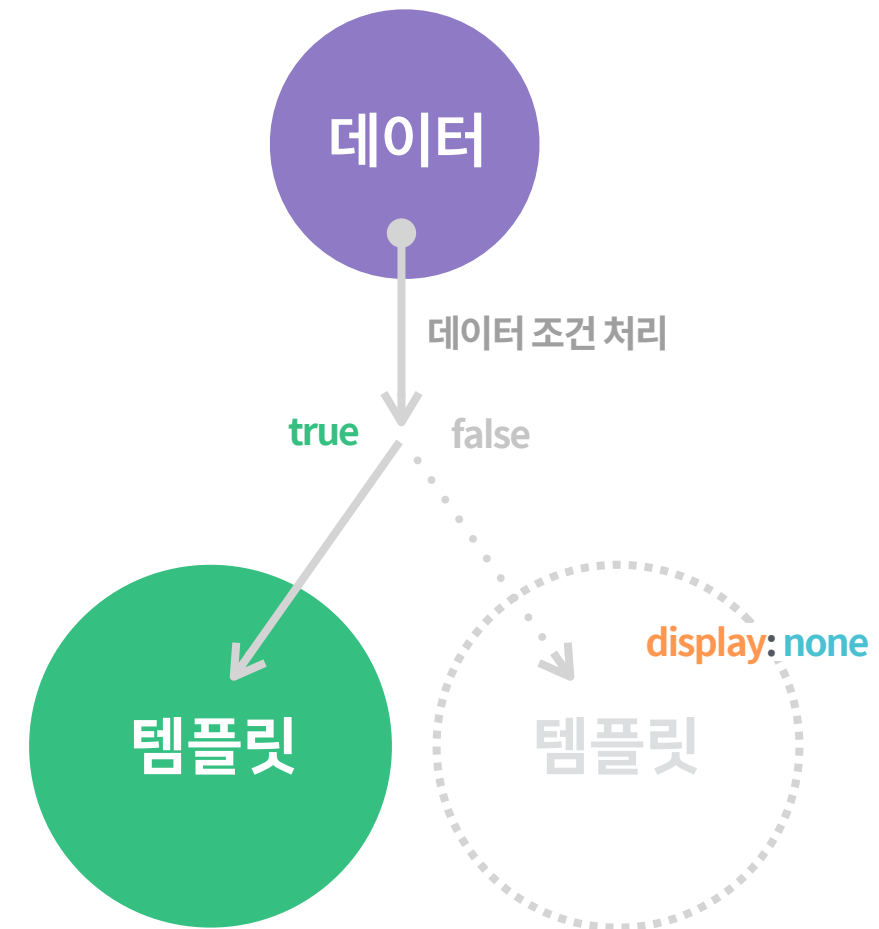 데이터
데이터 조건 처리
true
false
display: none
템플릿
템플릿